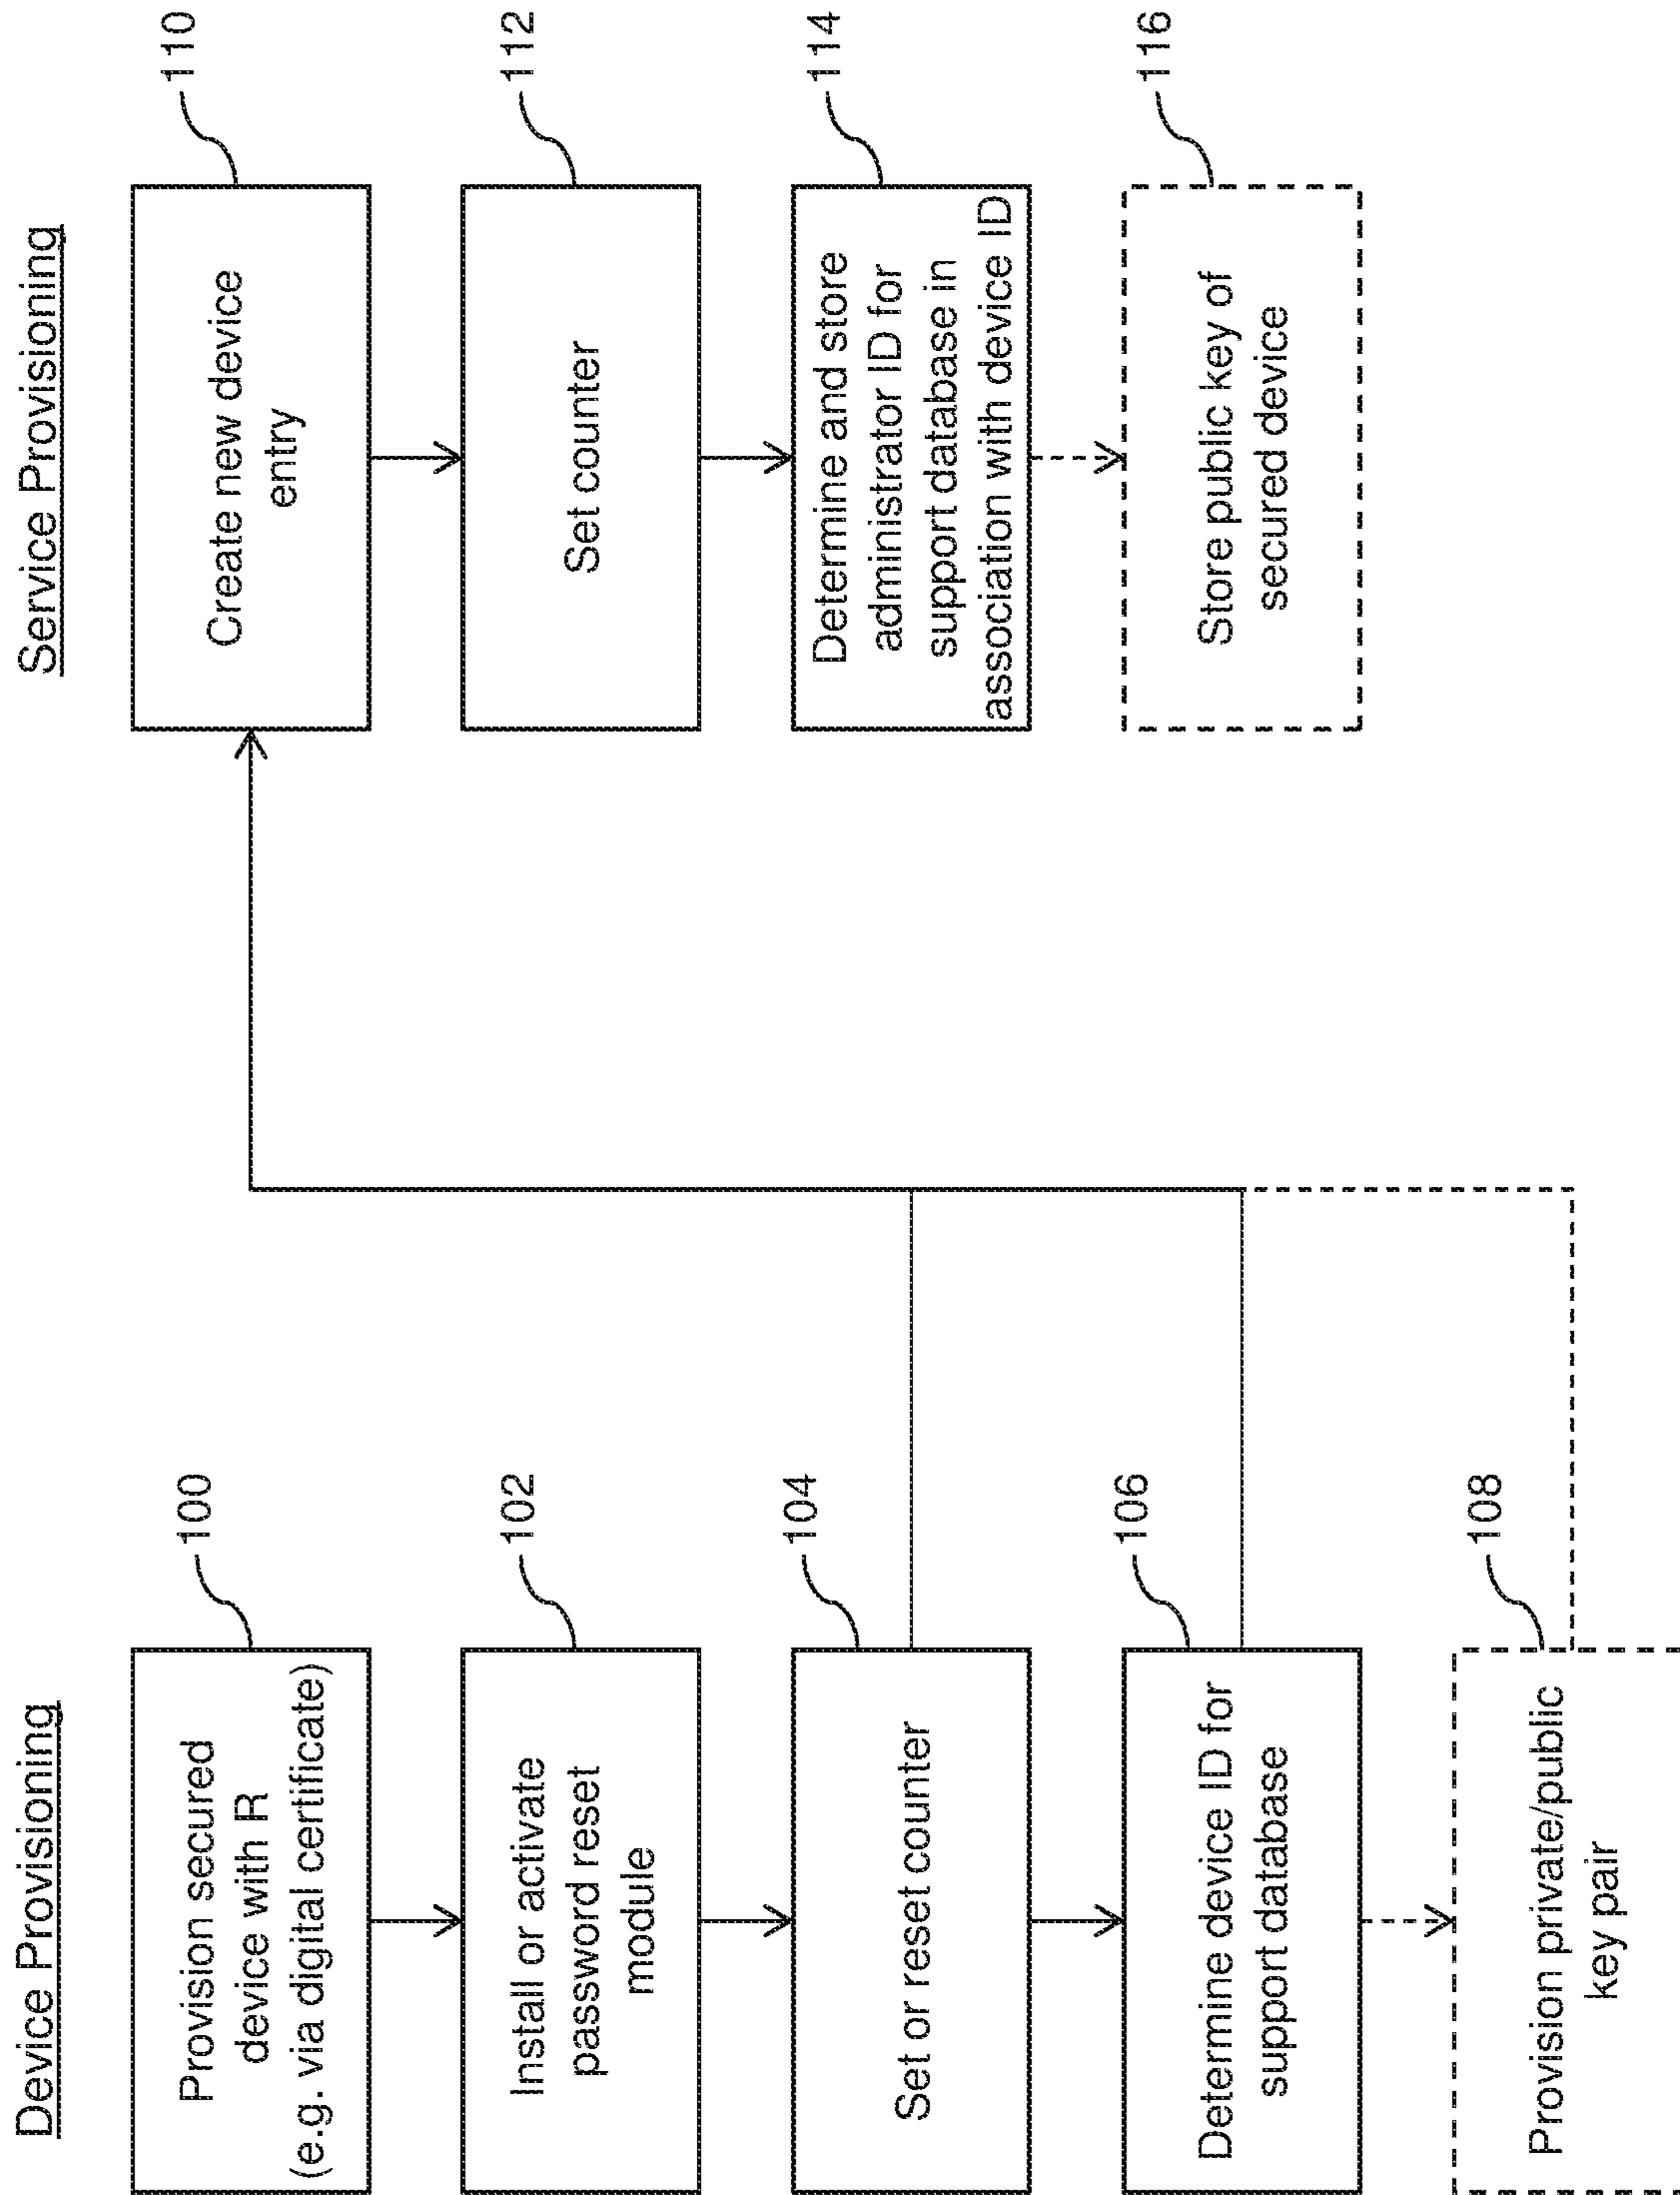 Device Provisioning
Provision secured
device with R
(e.g. via digital certificate)
100
Install or activate
password reset
module
102
Set or reset counter
104
Determine device ID for
support database
106
Provision private/public
key pair
108
Service Provisioning
Create new device
entry
110
Set counter
112
Determine and store
administrator ID for
support database in
association with device ID
114
Store public key of
secured device
116